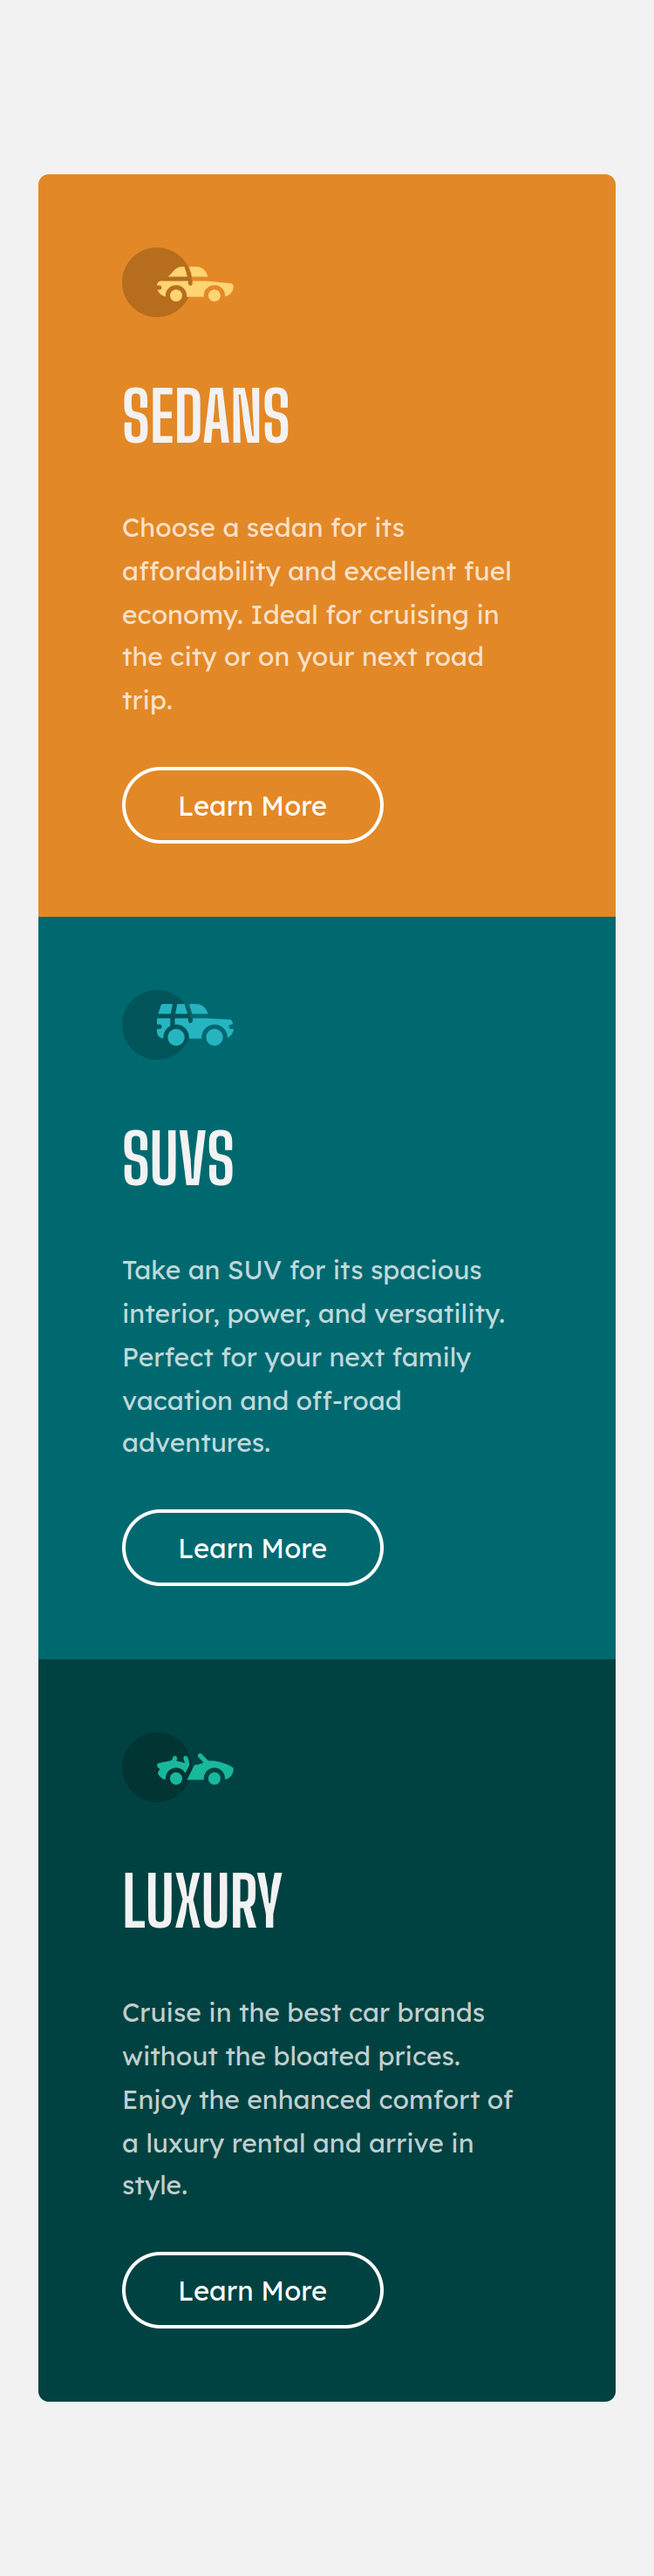 SEDANS
Choose a sedan for its
affordability and excellent fuel
economy. Ideal for cruising in
the city or on your next road
trip.
Learn More
SUVS
Take an SUV for its spacious
interior, power, and versatility.
Perfect for your next family
vacation and off-road
adventures.
Learn More
LUXURY
Cruise in the best car brands
without the bloated prices.
Enjoy the enhanced comfort of
a luxury rental and arrive in
style.
Learn More